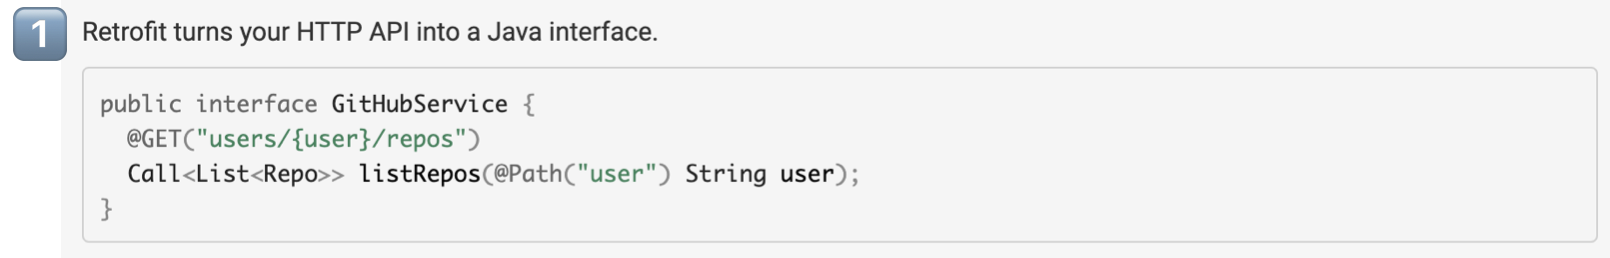 1 Retrofit turns your HTTP API into a Java interface.
public interface GitHubService {
  @GET("users/{user}/repos")
  Call<List<Repo>> listRepos(@Path("user") String user);
}